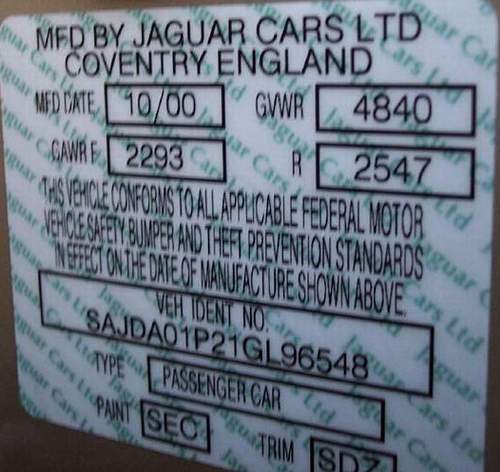 MFD BY JAGUAR CARS LTD
COVENTRY ENGLAND
MFD DATE 10/00 GVWR 4840
GAWR F 2293 R 2547
THIS VEHICLE CONFORMS TO ALL APPLICABLE FEDERAL MOTOR
VEHICLE SAFETY BUMPER AND THEFT PREVENTION STANDARDS
IN EFFECT ON THE DATE OF MANUFACTURE SHOWN ABOVE.
VEH IDENT NO.
SAJDA01P21GL96548
TYPE PASSENGER CAR
PAINT SEC TRIM SDZ